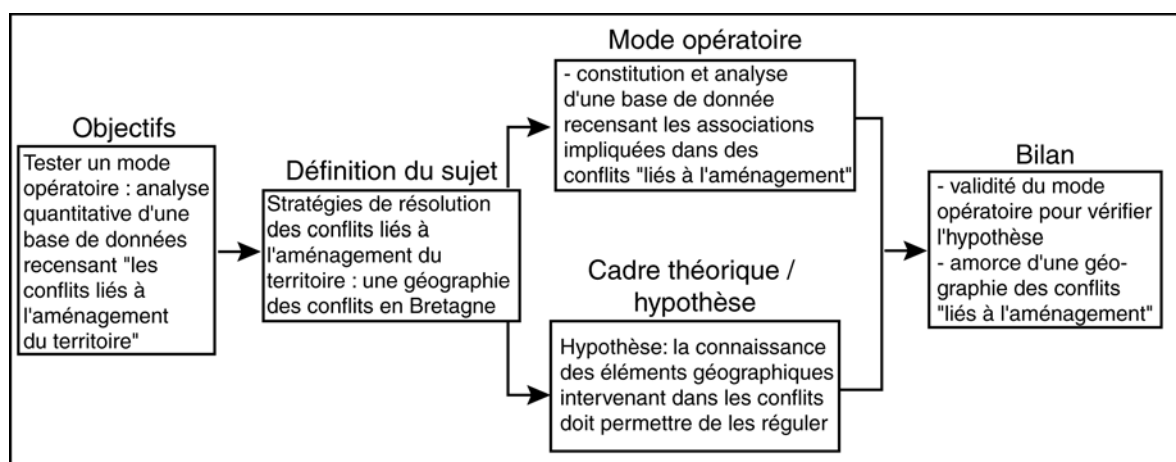 Objectifs
Tester un mode
opératoire : analyse
quantitative d'une
base de données
recensant "les
conflits liés à
l'aménagement
du territoire"
Définition du sujet
Stratégies de résolution
des conflits liés à
l'aménagement du
territoire : une géographie
des conflits en Bretagne
Mode opératoire
- constitution et analyse
d'une base de donnée
recensant les associations
impliquées dans des
conflits "liés à l'aménagement"
Cadre théorique /
hypothèse
Hypothèse: la connaissance
des éléments géographiques
intervenant dans les conflits
doit permettre de les réguler
Bilan
- validité du mode
opératoire pour vérifier
l'hypothèse
- amorce d'une géo-
graphie des conflits
"liés à l'aménagement"